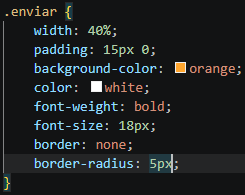 .enviar {
width: 40%;
padding: 15px 0;
background-color: orange;
color: white;
font-weight: bold;
font-size: 18px;
border: none;
border-radius: 5px;
}